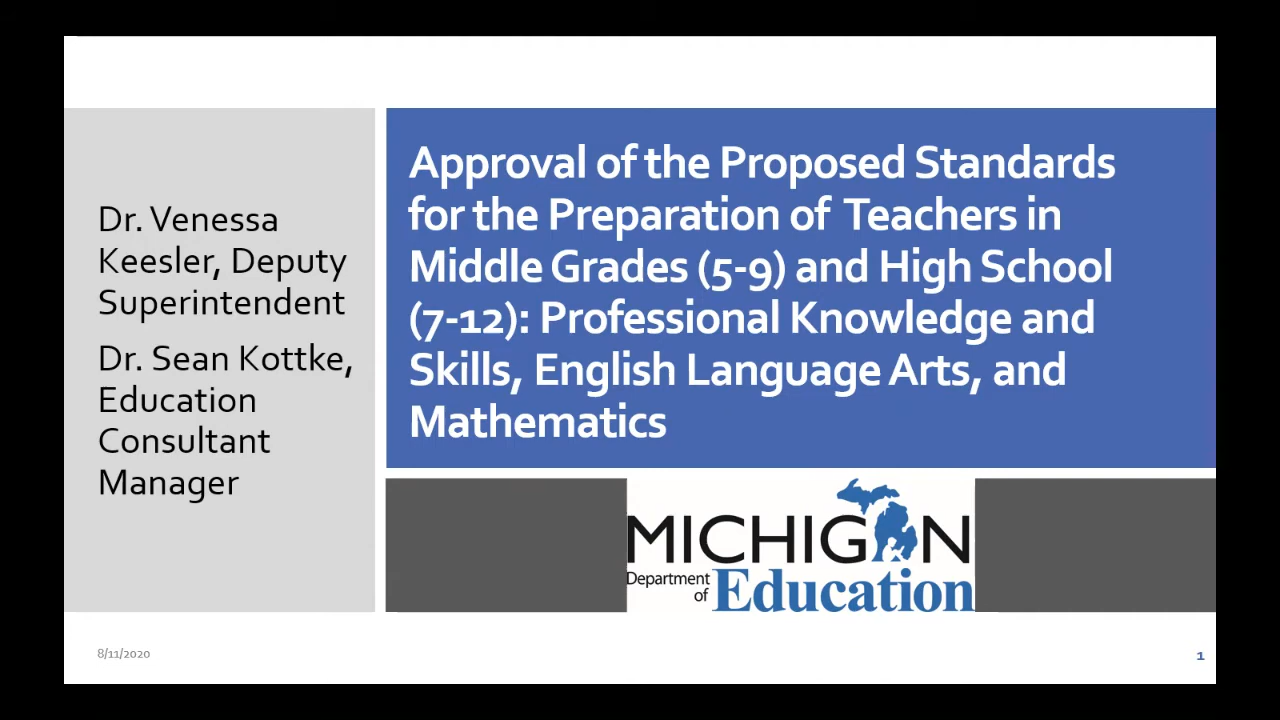 Dr. Venessa
Keesler, Deputy
Superintendent
Dr. Sean Kottke,
Education
Consultant
Manager
Approval of the Proposed Standards
for the Preparation of Teachers in
Middle Grades (5-9) and High School
(7-12): Professional Knowledge and
Skills, English Language Arts, and
Mathematics
MICHIGAN
Department
of
Education
8/11/2020
1